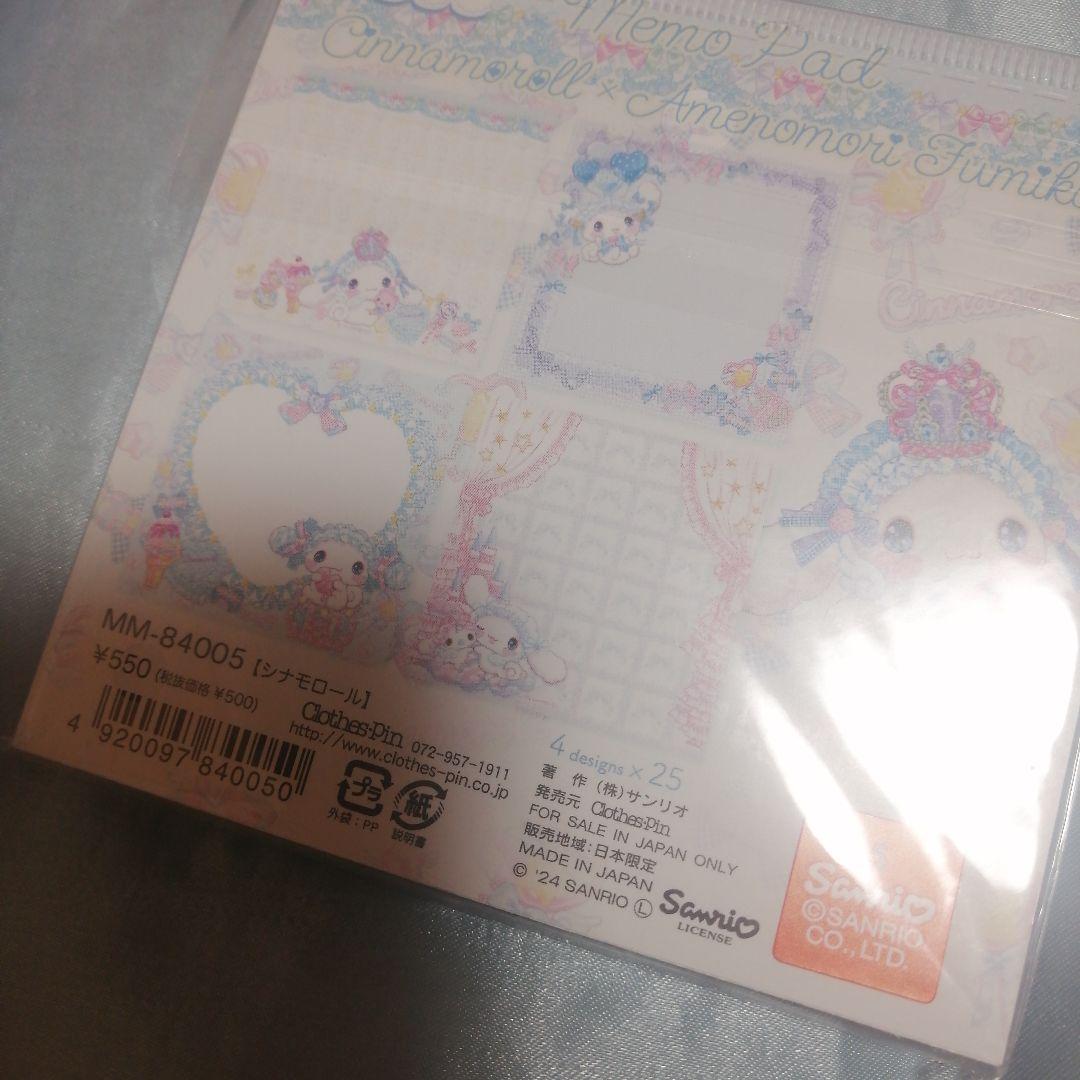 Memo Pad
Cinnamoroll × Amenomori Fumika
MM-84005【シナモロール】
¥550 (税抜価格 ¥500)
Clothes-Pin 072-957-1911
http://www.clothes-pin.co.jp
4 920097 840050
プラ
外袋：PP
紙
説明書
4 designs × 25
著 作 (株)サンリオ
発売元 Clothes-Pin
FOR SALE IN JAPAN ONLY
販売地域：日本限定
MADE IN JAPAN
© '24 SANRIO Ⓛ
Sanrio
LICENSE
Sanrio
©SANRIO
CO.,LTD.